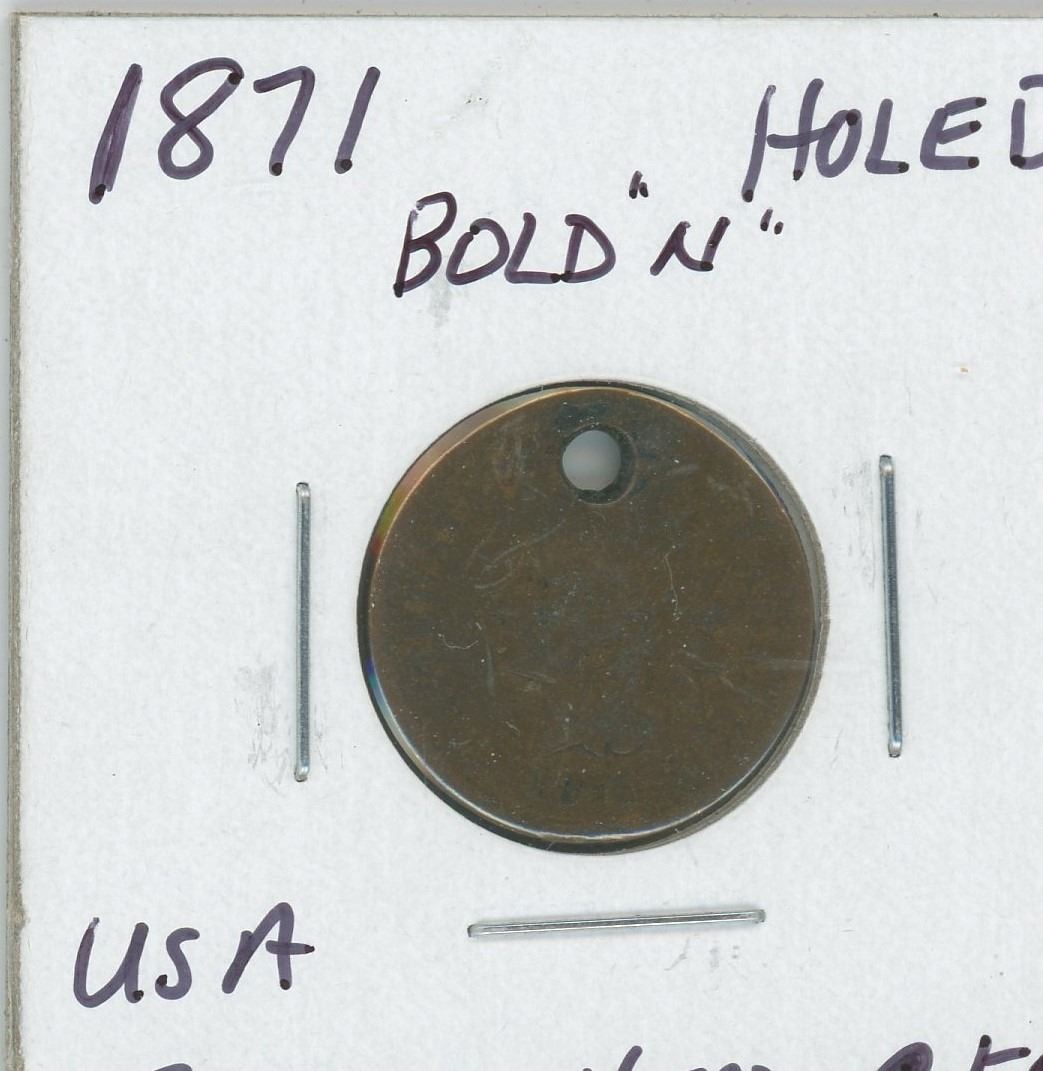 1871 HOLED
BOLD "N"
USA